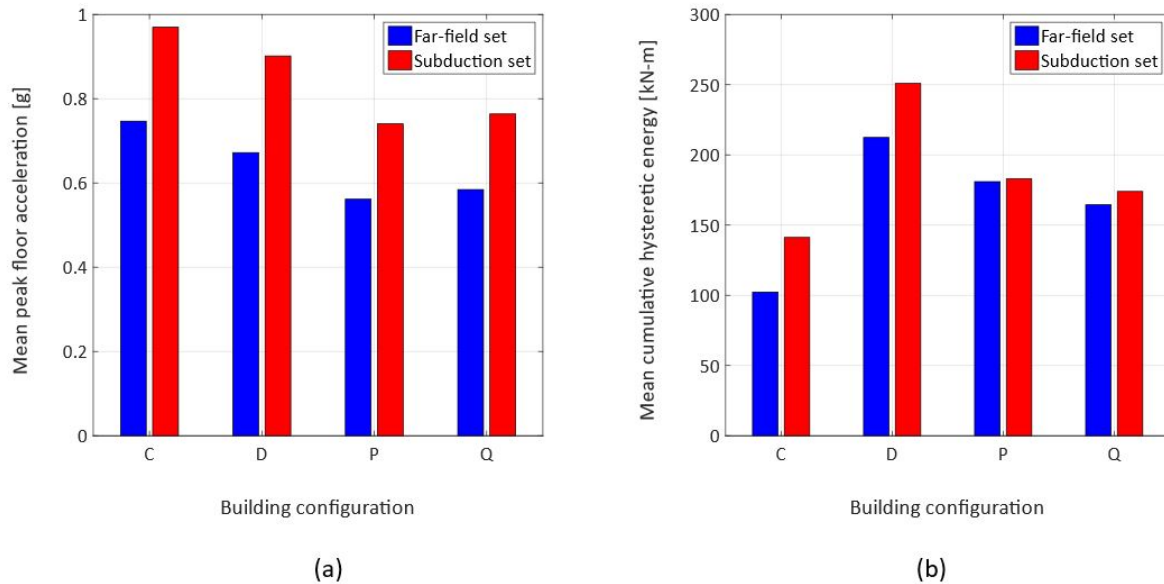 Mean peak floor acceleration [g]
1
0.8
0.6
0.4
0.2
0
Far-field set
Subduction set
C D P Q
Building configuration
(a)
Mean cumulative hysteretic energy [kN-m]
300
250
200
150
100
50
0
Far-field set
Subduction set
C D P Q
Building configuration
(b)